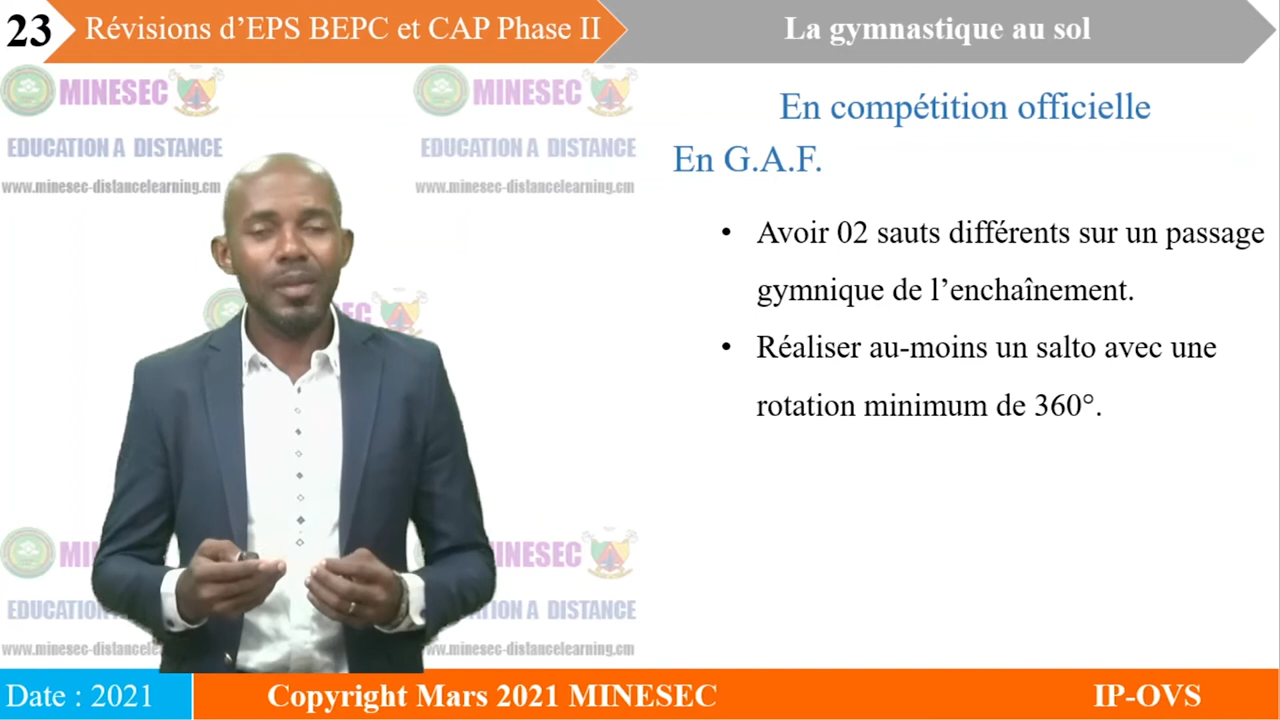 23
Révisions d’EPS BEPC et CAP Phase II
La gymnastique au sol
MINESEC
MINESEC
EDUCATION A DISTANCE
EDUCATION A DISTANCE
www.minesec-distancelearning.cm
www.minesec-distancelearning.cm
En compétition officielle
En G.A.F.
• Avoir 02 sauts différents sur un passage
gymnique de l’enchaînement.
• Réaliser au-moins un salto avec une
rotation minimum de 360°.
Date : 2021
Copyright Mars 2021 MINESEC
IP-OVS